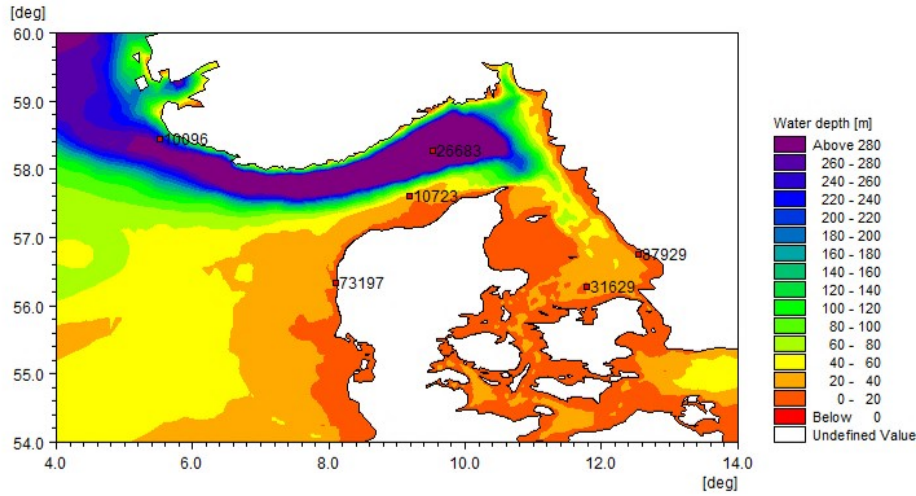 [deg]
60.0
59.0
58.0
57.0
56.0
55.0
54.0
4.0 6.0 8.0 10.0 12.0 14.0
[deg]
10096
26683
10723
87929
73197
31629
Water depth [m]
Above 280
260 - 280
240 - 260
220 - 240
200 - 220
180 - 200
160 - 180
140 - 160
120 - 140
100 - 120
80 - 100
60 - 80
40 - 60
20 - 40
0 - 20
Below 0
Undefined Value